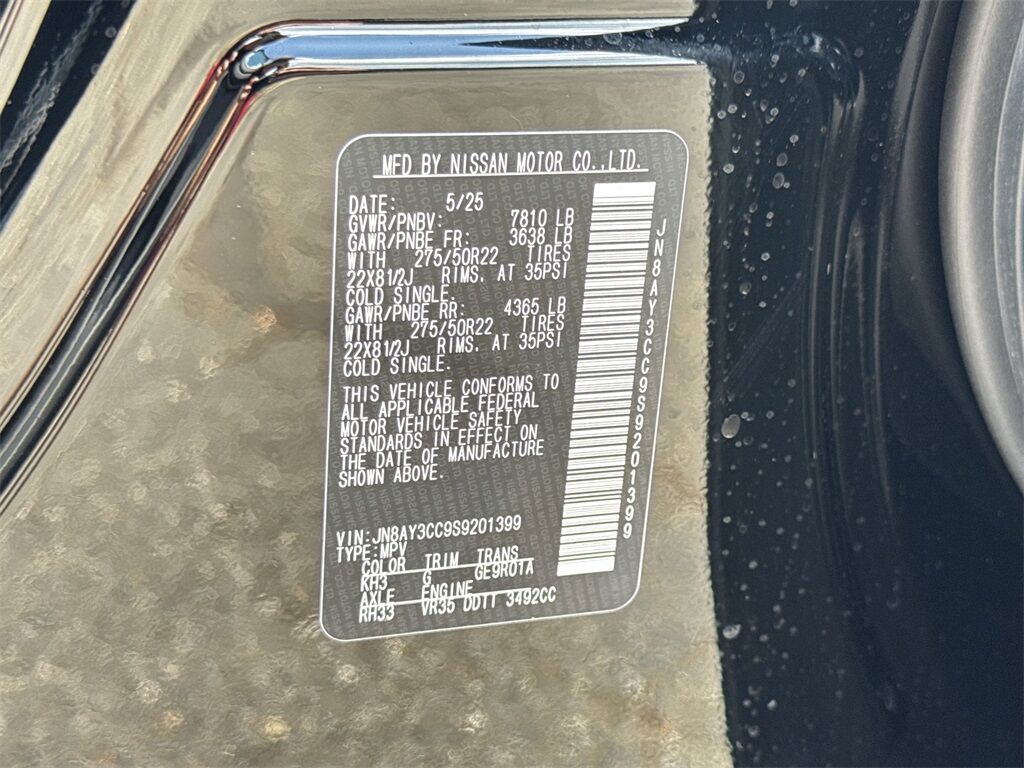 MFD BY NISSAN MOTOR CO.,LTD.
DATE: 5/25
GVWR/PNBV: 7810 LB
GAWR/PNBE FR: 3638 LB
WITH 275/50R22 TIRES
22X81/2J RIMS, AT 35PSI
COLD SINGLE.
GAWR/PNBE RR: 4365 LB
WITH 275/50R22 TIRES
22X81/2J RIMS, AT 35PSI
COLD SINGLE.
THIS VEHICLE CONFORMS TO
ALL APPLICABLE FEDERAL
MOTOR VEHICLE SAFETY
STANDARDS IN EFFECT ON
THE DATE OF MANUFACTURE
SHOWN ABOVE.
VIN:JN8AY3CC9S9201399
TYPE:MPV
COLOR TRIM TRANS
KH3 G GE9R01A
AXLE ENGINE
RH33 VR35 DDTT 3492CC
JN8AY3CC9S9201399